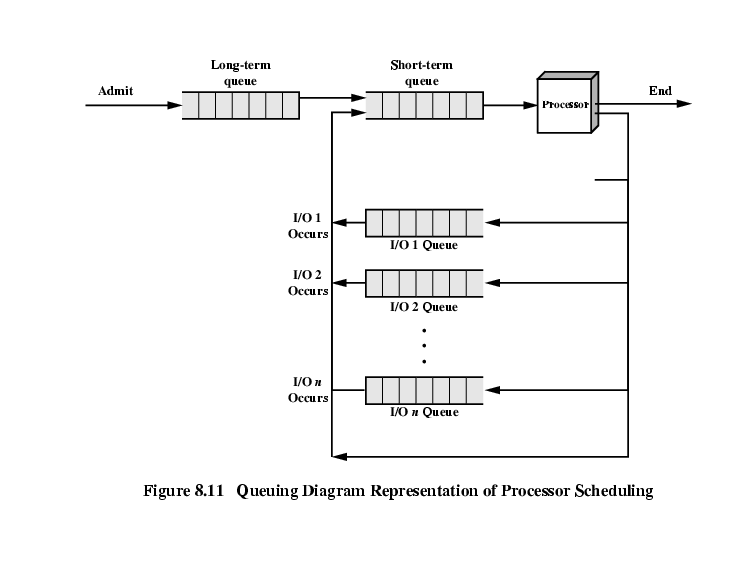 Long-term
queue
Short-term
queue
Admit
Processor
End
I/O 1
Occurs
I/O 1 Queue
I/O 2
Occurs
I/O 2 Queue
I/O n
Occurs
I/O n Queue
Figure 8.11 Queuing Diagram Representation of Processor Scheduling